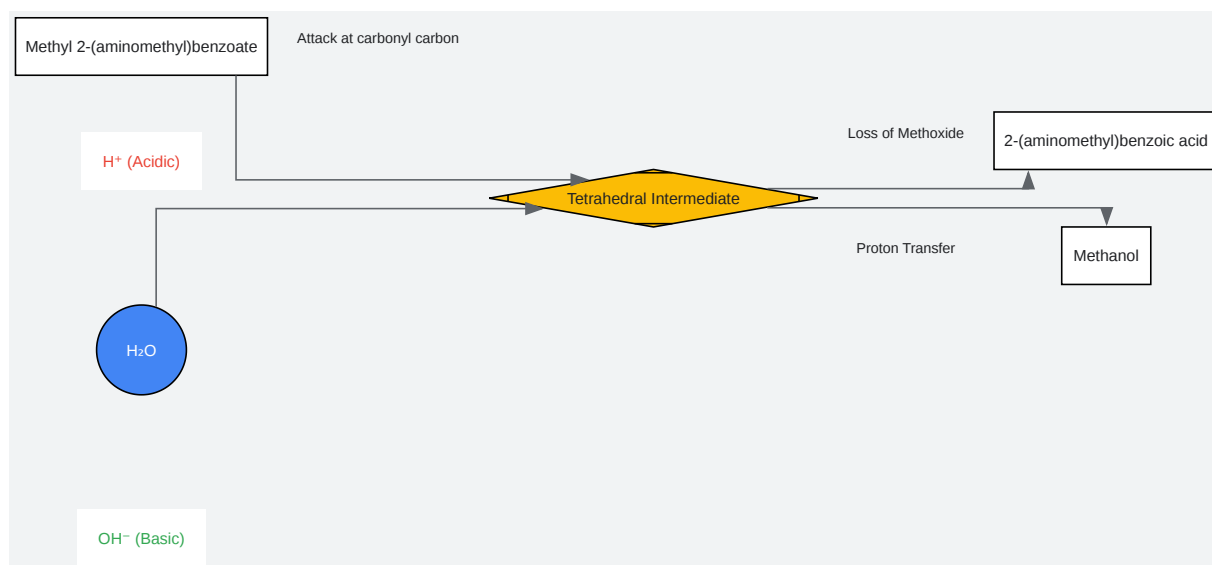 Methyl 2-(aminomethyl)benzoate
Attack at carbonyl carbon
H⁺ (Acidic)
Loss of Methoxide
2-(aminomethyl)benzoic acid
Tetrahedral Intermediate
Proton Transfer
Methanol
H₂O
OH⁻ (Basic)